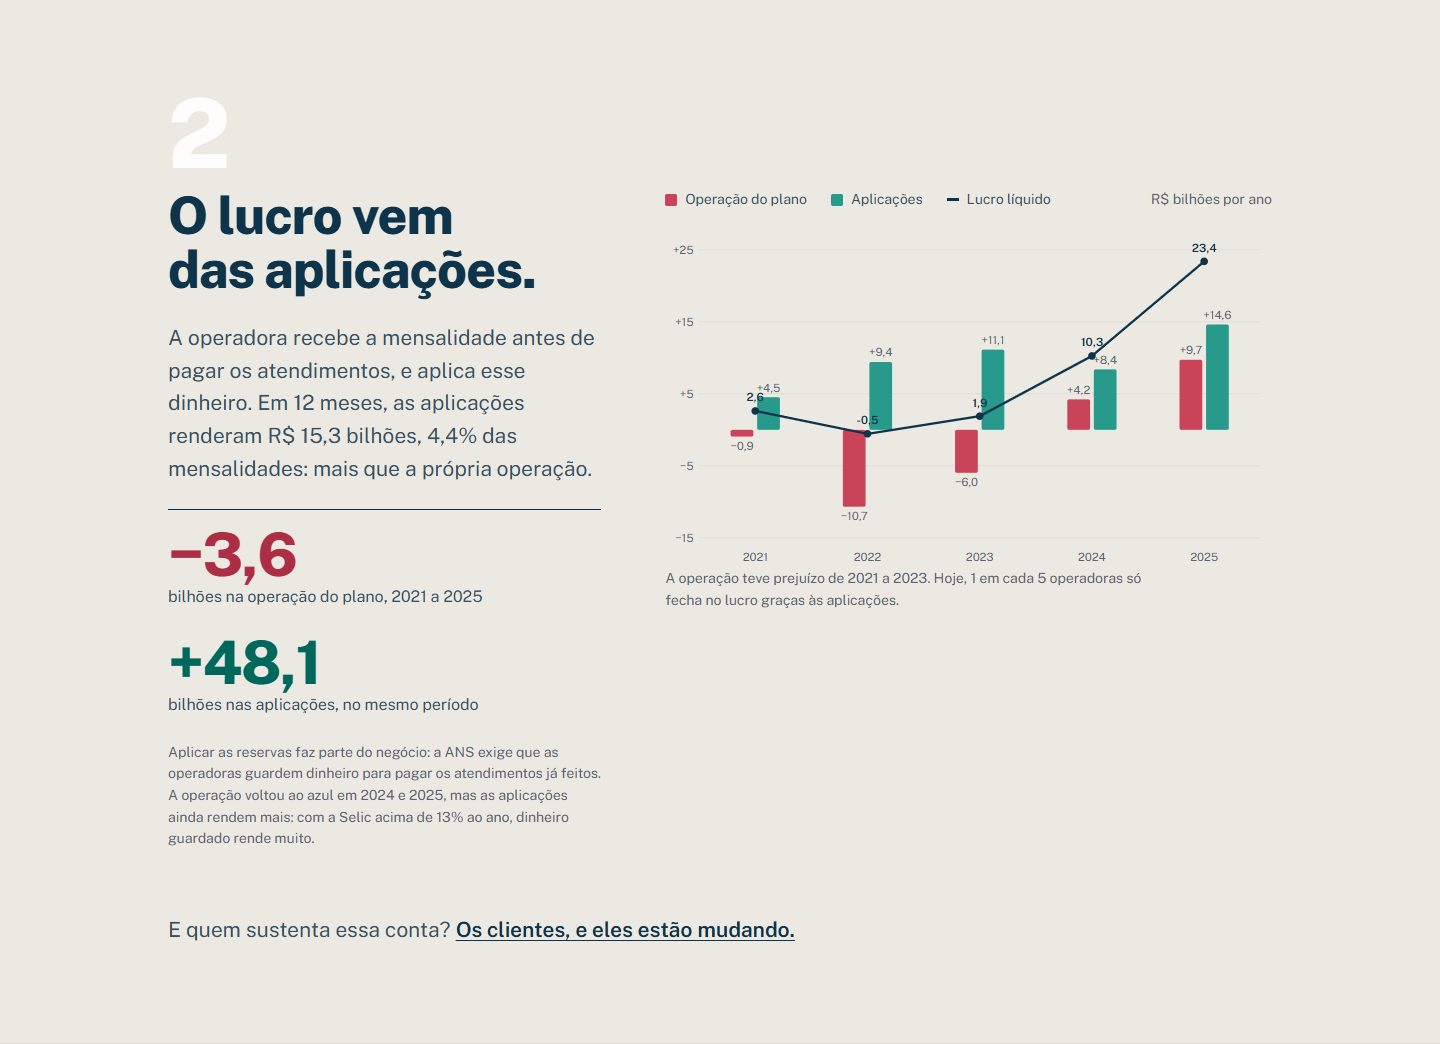 2
O lucro vem
das aplicações.
A operadora recebe a mensalidade antes de
pagar os atendimentos, e aplica esse
dinheiro. Em 12 meses, as aplicações
renderam R$ 15,3 bilhões, 4,4% das
mensalidades: mais que a própria operação.
−3,6
bilhões na operação do plano, 2021 a 2025
+48,1
bilhões nas aplicações, no mesmo período
Aplicar as reservas faz parte do negócio: a ANS exige que as
operadoras guardem dinheiro para pagar os atendimentos já feitos.
A operação voltou ao azul em 2024 e 2025, mas as aplicações
ainda rendem mais: com a Selic acima de 13% ao ano, dinheiro
guardado rende muito.
Operação do plano Aplicações Lucro líquido R$ bilhões por ano
+25
+15
+5
−5
−15
2,6 +4,5
−0,9
-0,5 +9,4
−10,7
1,9 +11,1
−6,0
10,3
+4,2 +8,4
23,4
+9,7 +14,6
2021 2022 2023 2024 2025
A operação teve prejuízo de 2021 a 2023. Hoje, 1 em cada 5 operadoras só
fecha no lucro graças às aplicações.
E quem sustenta essa conta? Os clientes, e eles estão mudando.